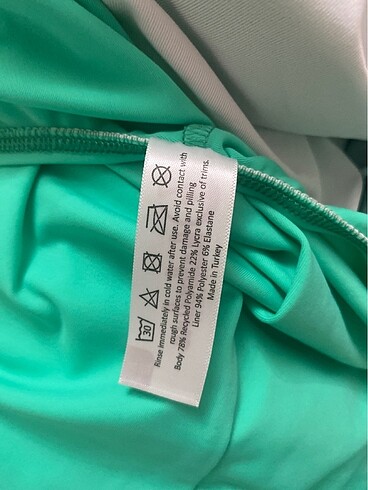 30
Rinse immediately in cold water after use. Avoid contact with
rough surfaces to prevent damage and pilling
Body 78% Recycled Polyamide 22% Lycra exclusive of trims.
Liner 94% Polyester 6% Elastane
Made in Turkey